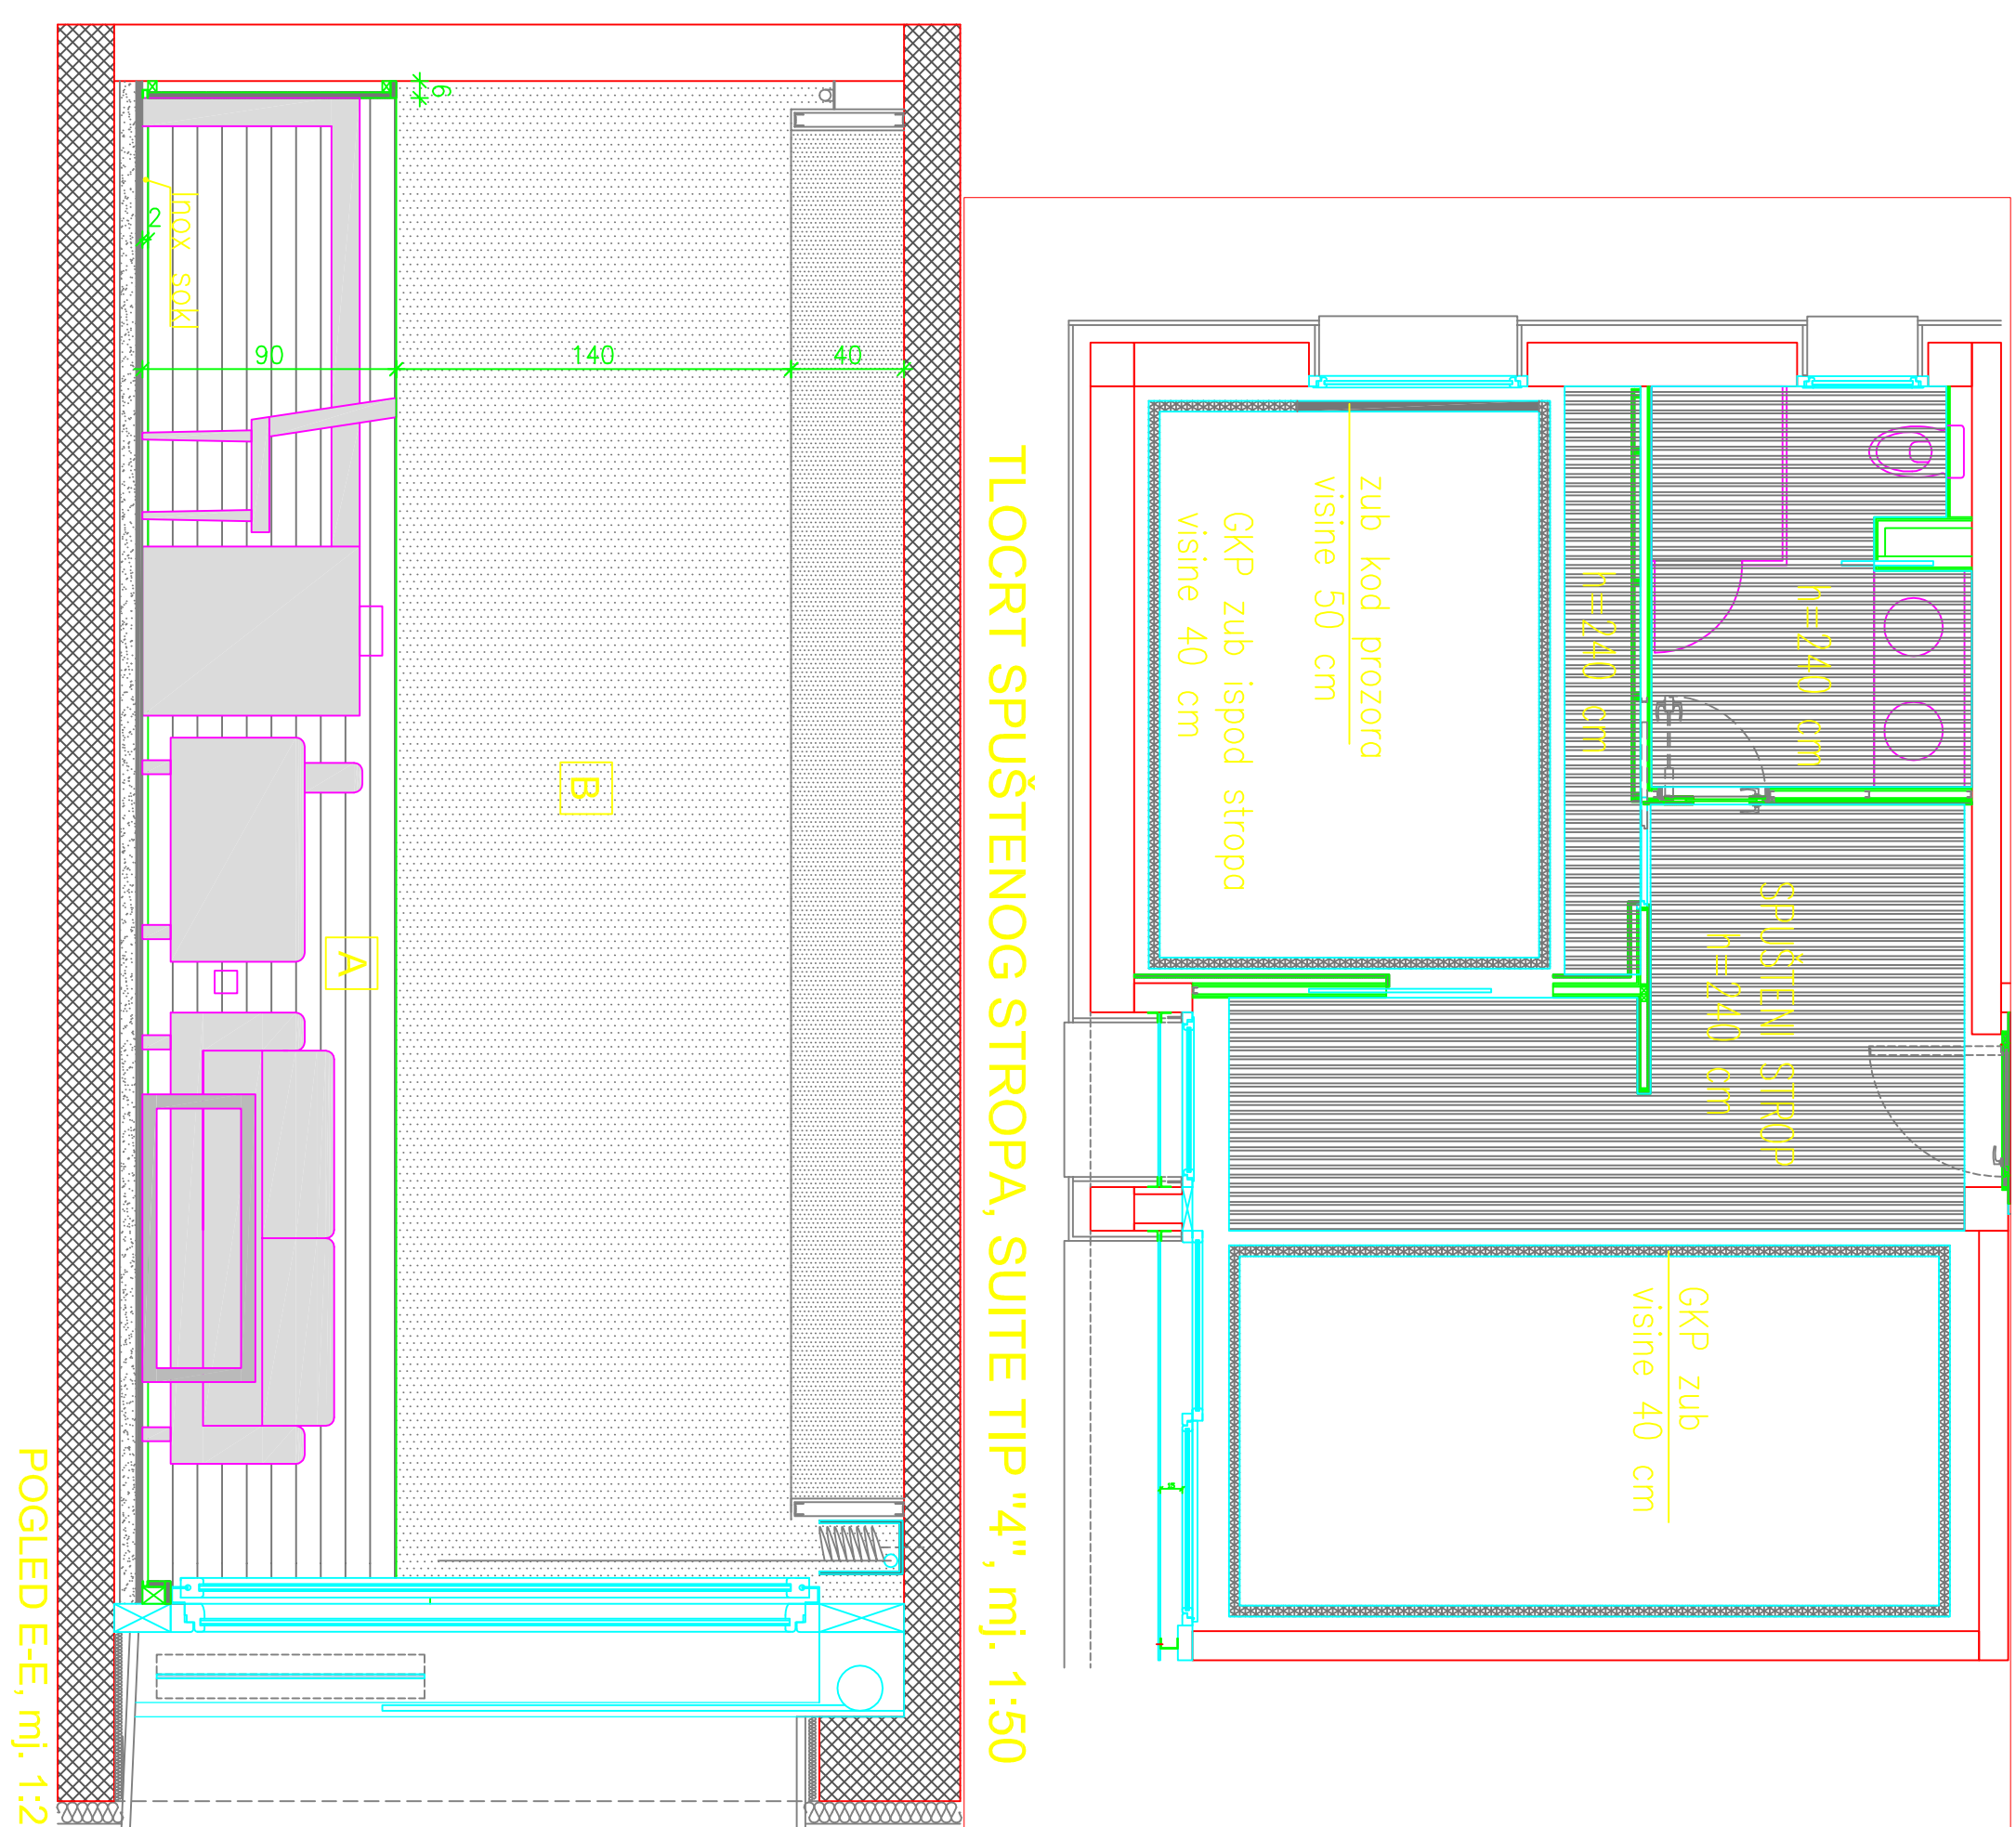 TLOCRT SPUŠTENOG STROPA, SUITE TIP "4", mj. 1:50
h=240 cm
h=240 cm
SPUŠTENI STROP
h=240 cm
zub kod prozora
visine 50 cm
GKP zub ispod stropa
visine 40 cm
GKP zub
visine 40 cm
POGLED E-E, mj. 1:2
40
140
90
9
2
Inox sokl
B
A